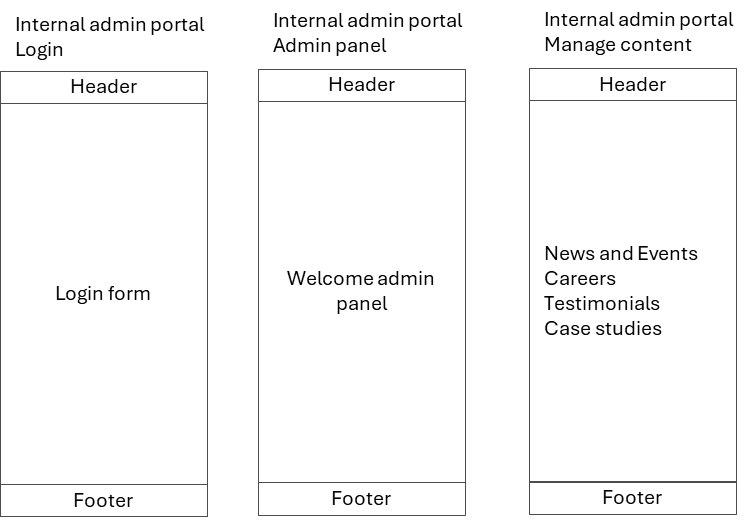 Internal admin portal
Login
Header
Login form
Footer
Internal admin portal
Admin panel
Header
Welcome admin
panel
Footer
Internal admin portal
Manage content
Header
News and Events
Careers
Testimonials
Case studies
Footer